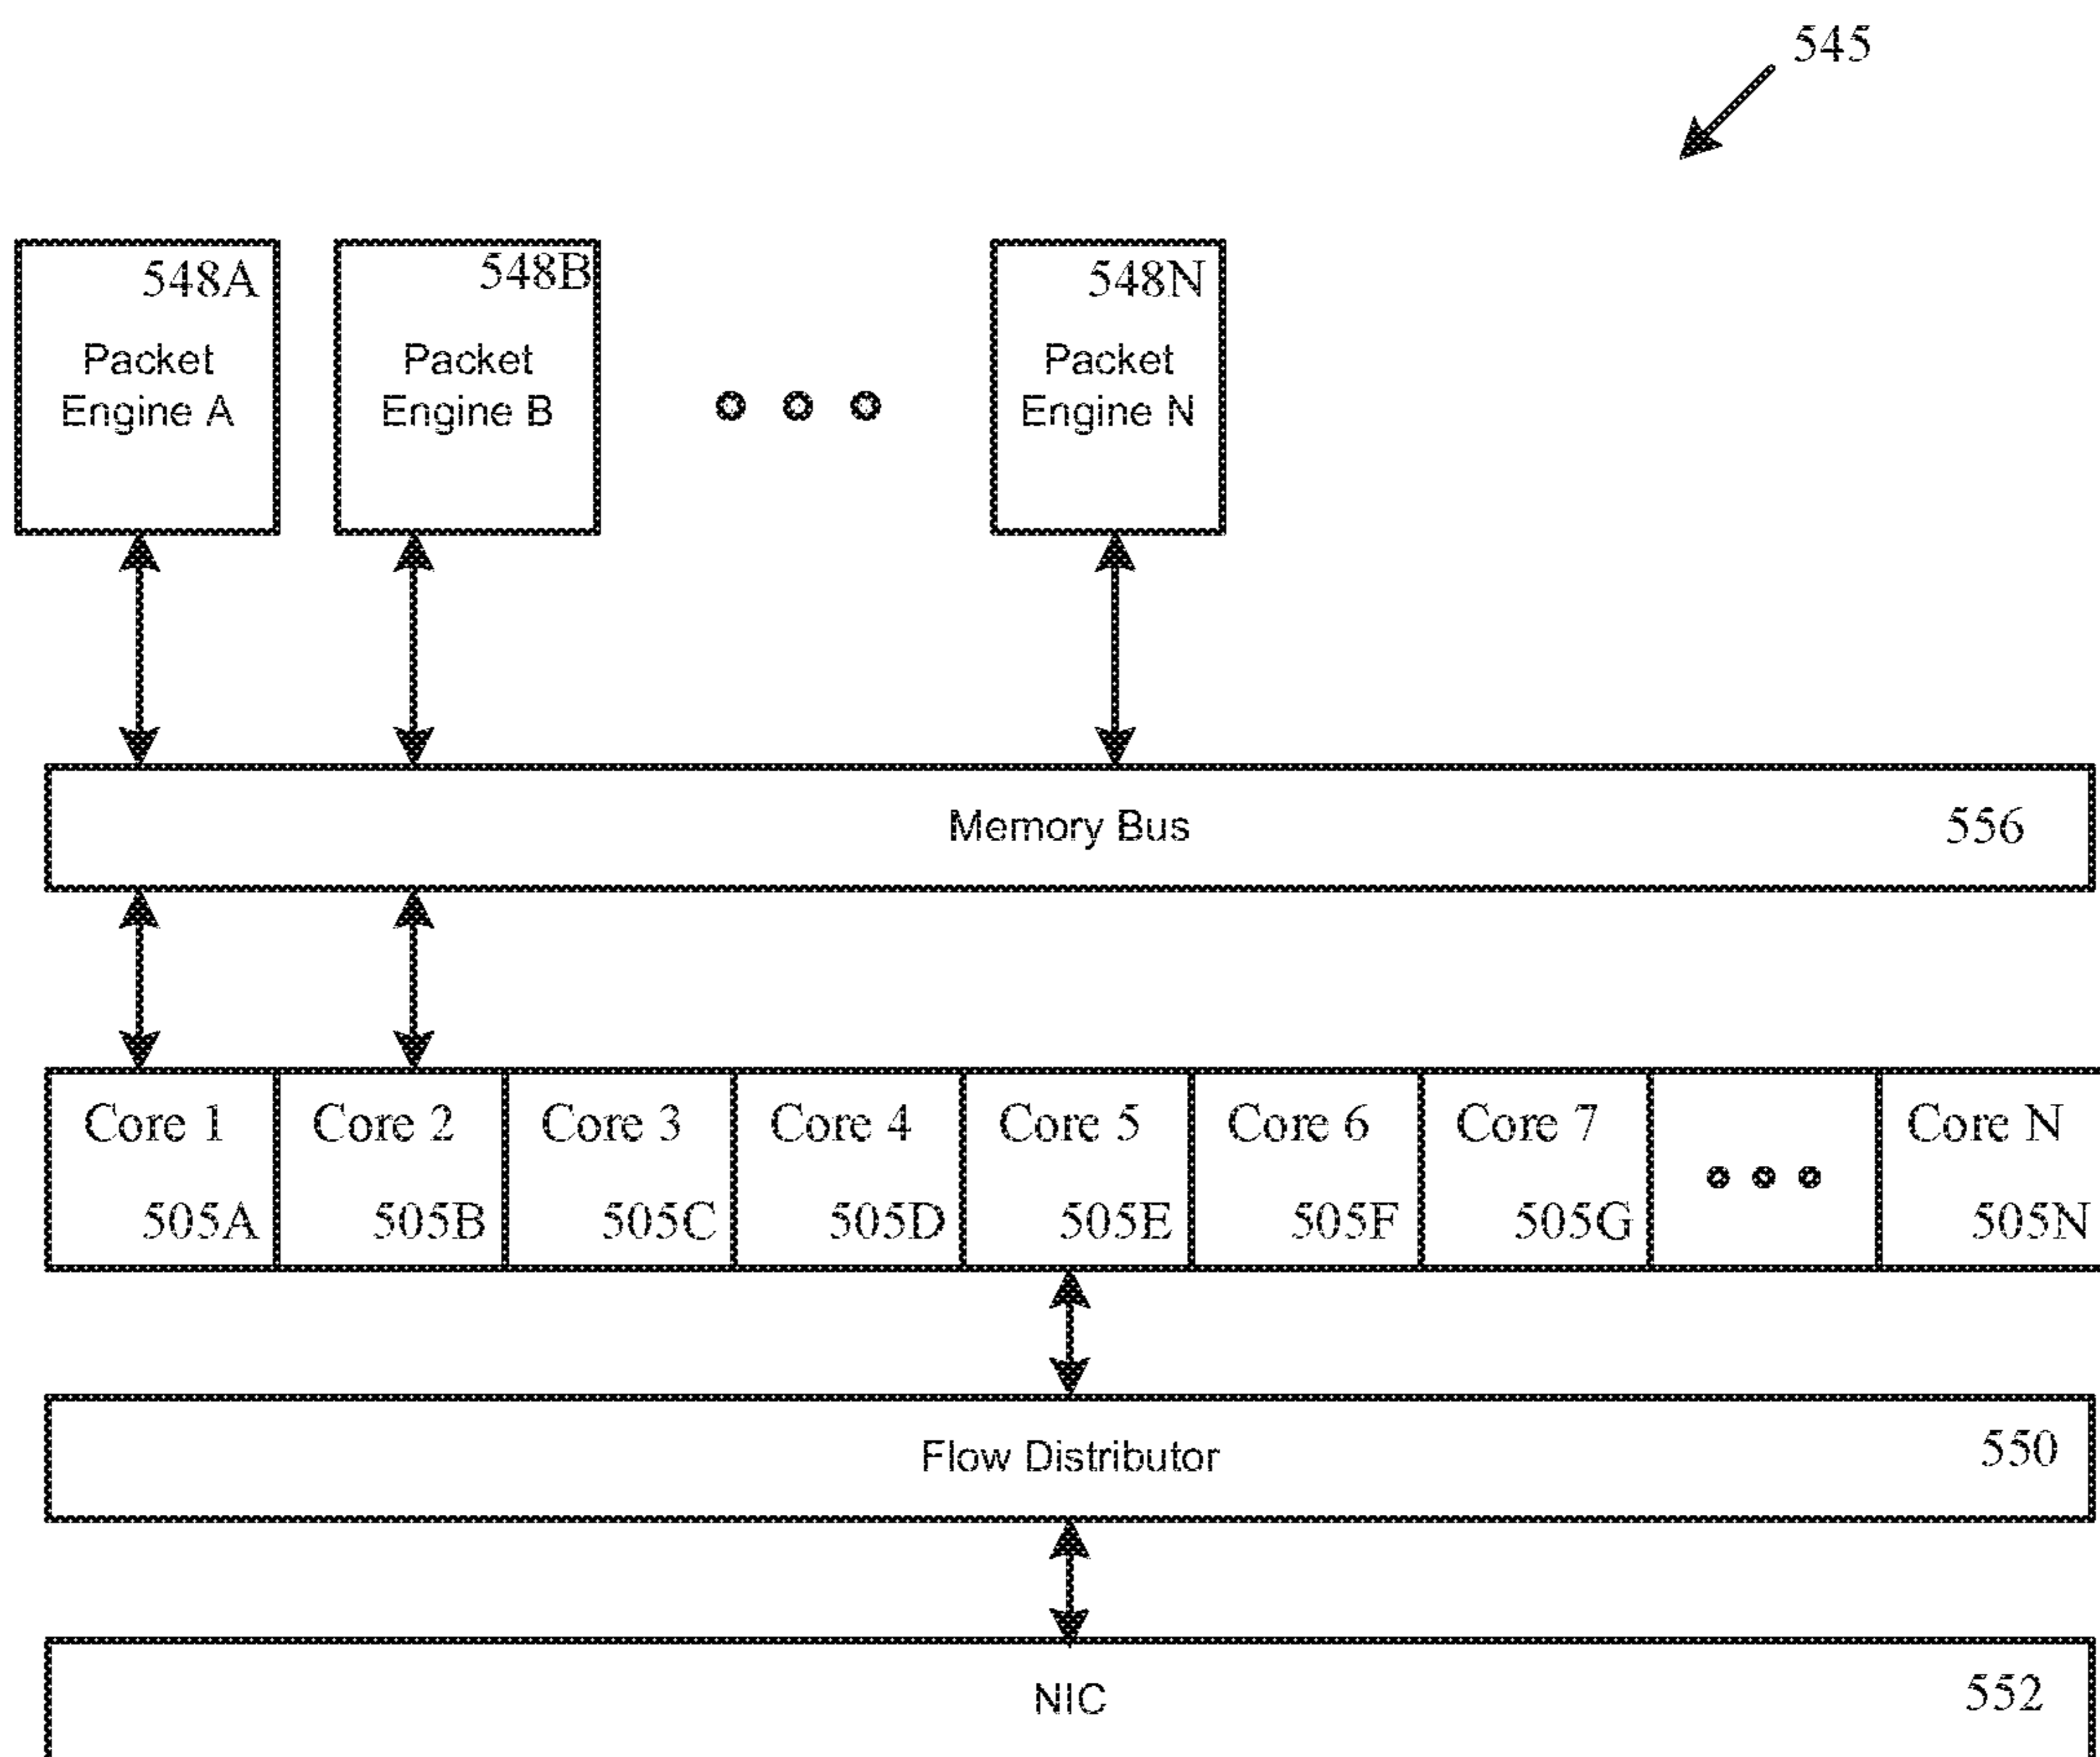 545
548A
548B
548N
Packet
Engine A
Packet
Engine B
Packet
Engine N
Memory Bus
556
Core 1
Core 2
Core 3
Core 4
Core 5
Core 6
Core 7
Core N
505A
505B
505C
505D
505E
505F
505G
505N
Flow Distributor
550
NIC
552